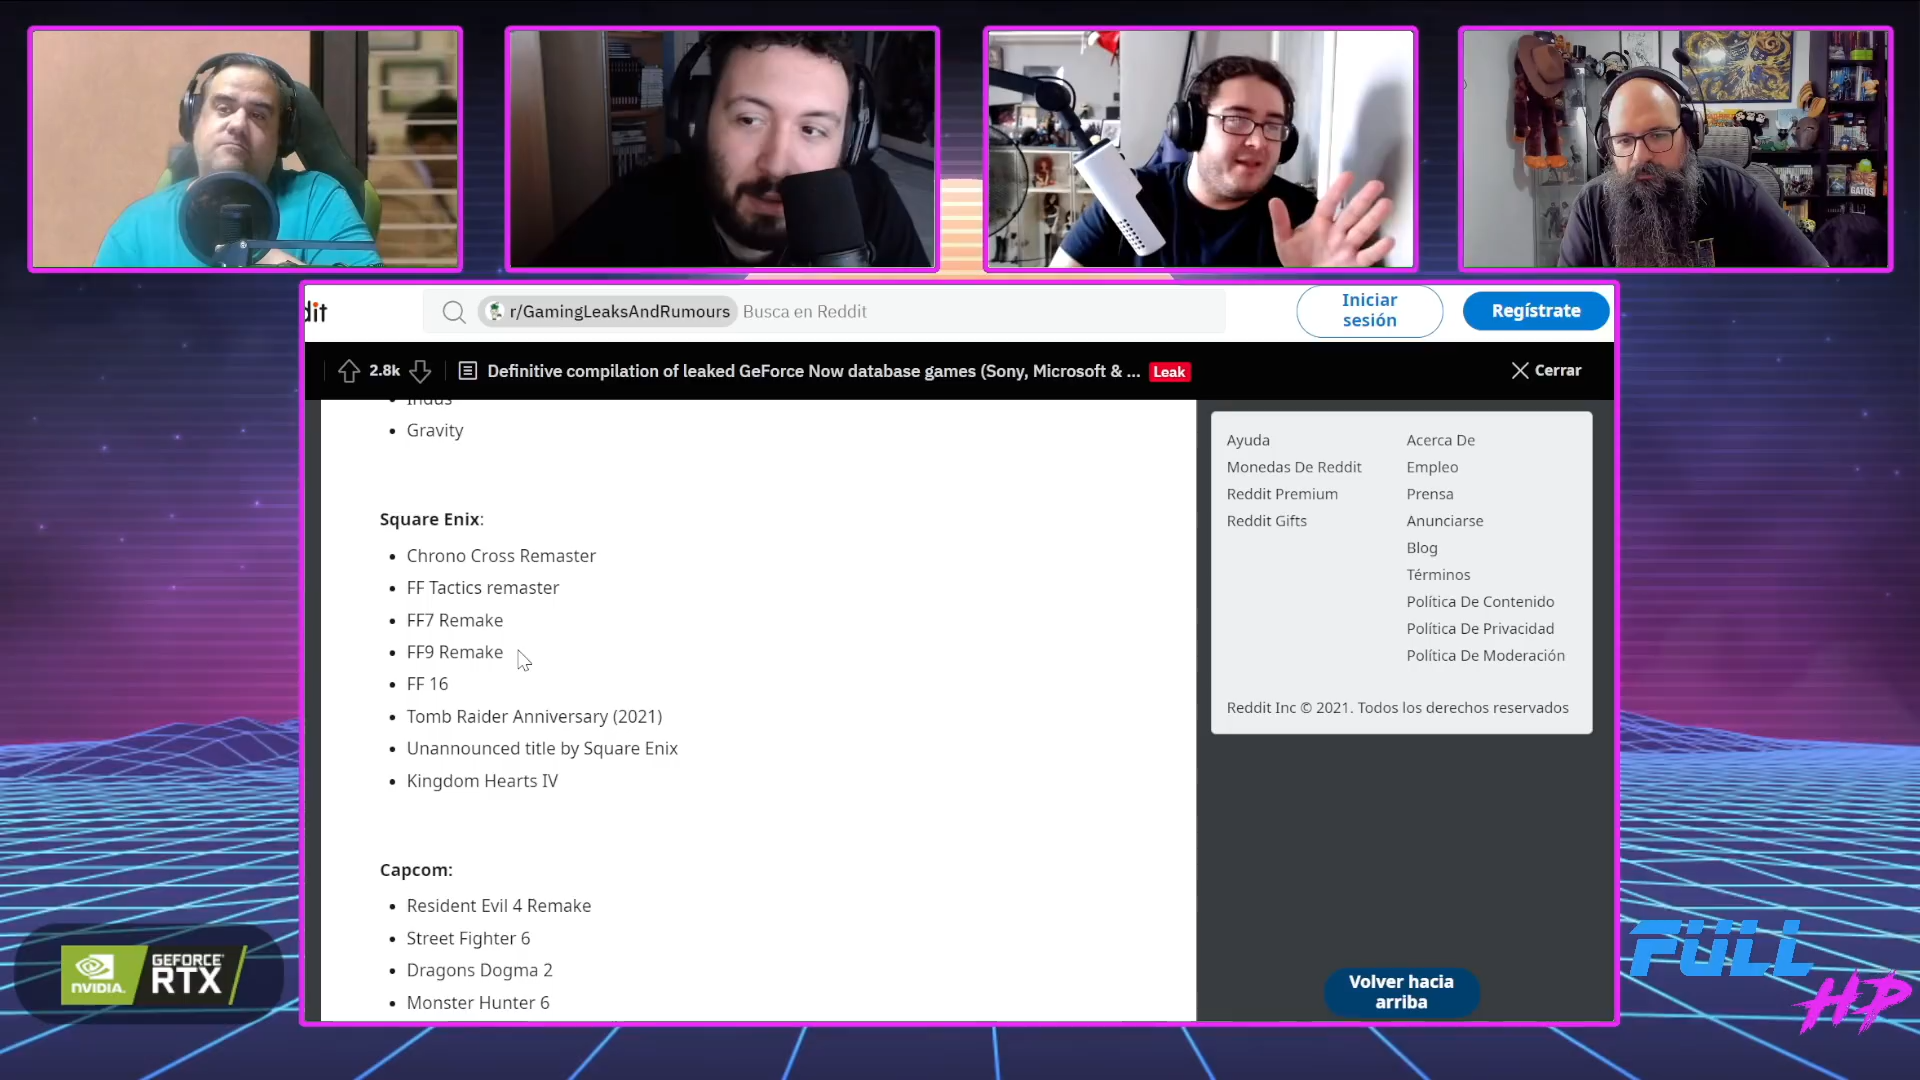 dit
r/GamingLeaksAndRumours
Busca en Reddit
Iniciar
sesión
Regístrate
2.8k
Definitive compilation of leaked GeForce Now database games (Sony, Microsoft & ...
Leak
Cerrar
Indus
Gravity
Square Enix:
Chrono Cross Remaster
FF Tactics remaster
FF7 Remake
FF9 Remake
FF 16
Tomb Raider Anniversary (2021)
Unannounced title by Square Enix
Kingdom Hearts IV
Capcom:
Resident Evil 4 Remake
Street Fighter 6
Dragons Dogma 2
Monster Hunter 6
Ayuda
Monedas De Reddit
Reddit Premium
Reddit Gifts
Acerca De
Empleo
Prensa
Anunciarse
Blog
Términos
Política De Contenido
Política De Privacidad
Política De Moderación
Reddit Inc © 2021. Todos los derechos reservados
Volver hacia
arriba
NVIDIA.
GEFORCE
RTX
FULL
HP
GATOS